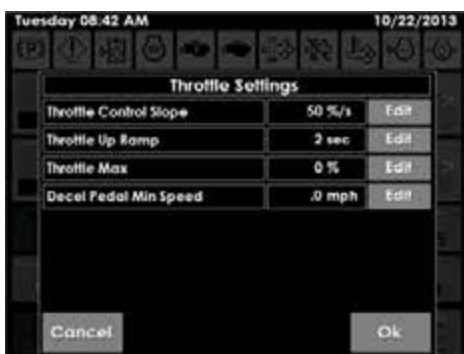 Tuesday 08:42 AM 10/22/2013
Throttle Settings
Throttle Control Slope 50 %/s Edit
Throttle Up Ramp 2 sec Edit
Throttle Max 0 % Edit
Decel Pedal Min Speed .0 mph Edit
Cancel Ok